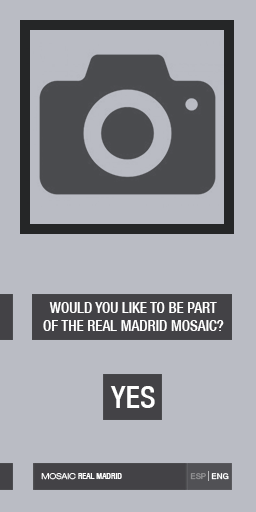 WOULD YOU LIKE TO BE PART
OF THE REAL MADRID MOSAIC?
YES
MOSAIC REAL MADRID ESP|ENG